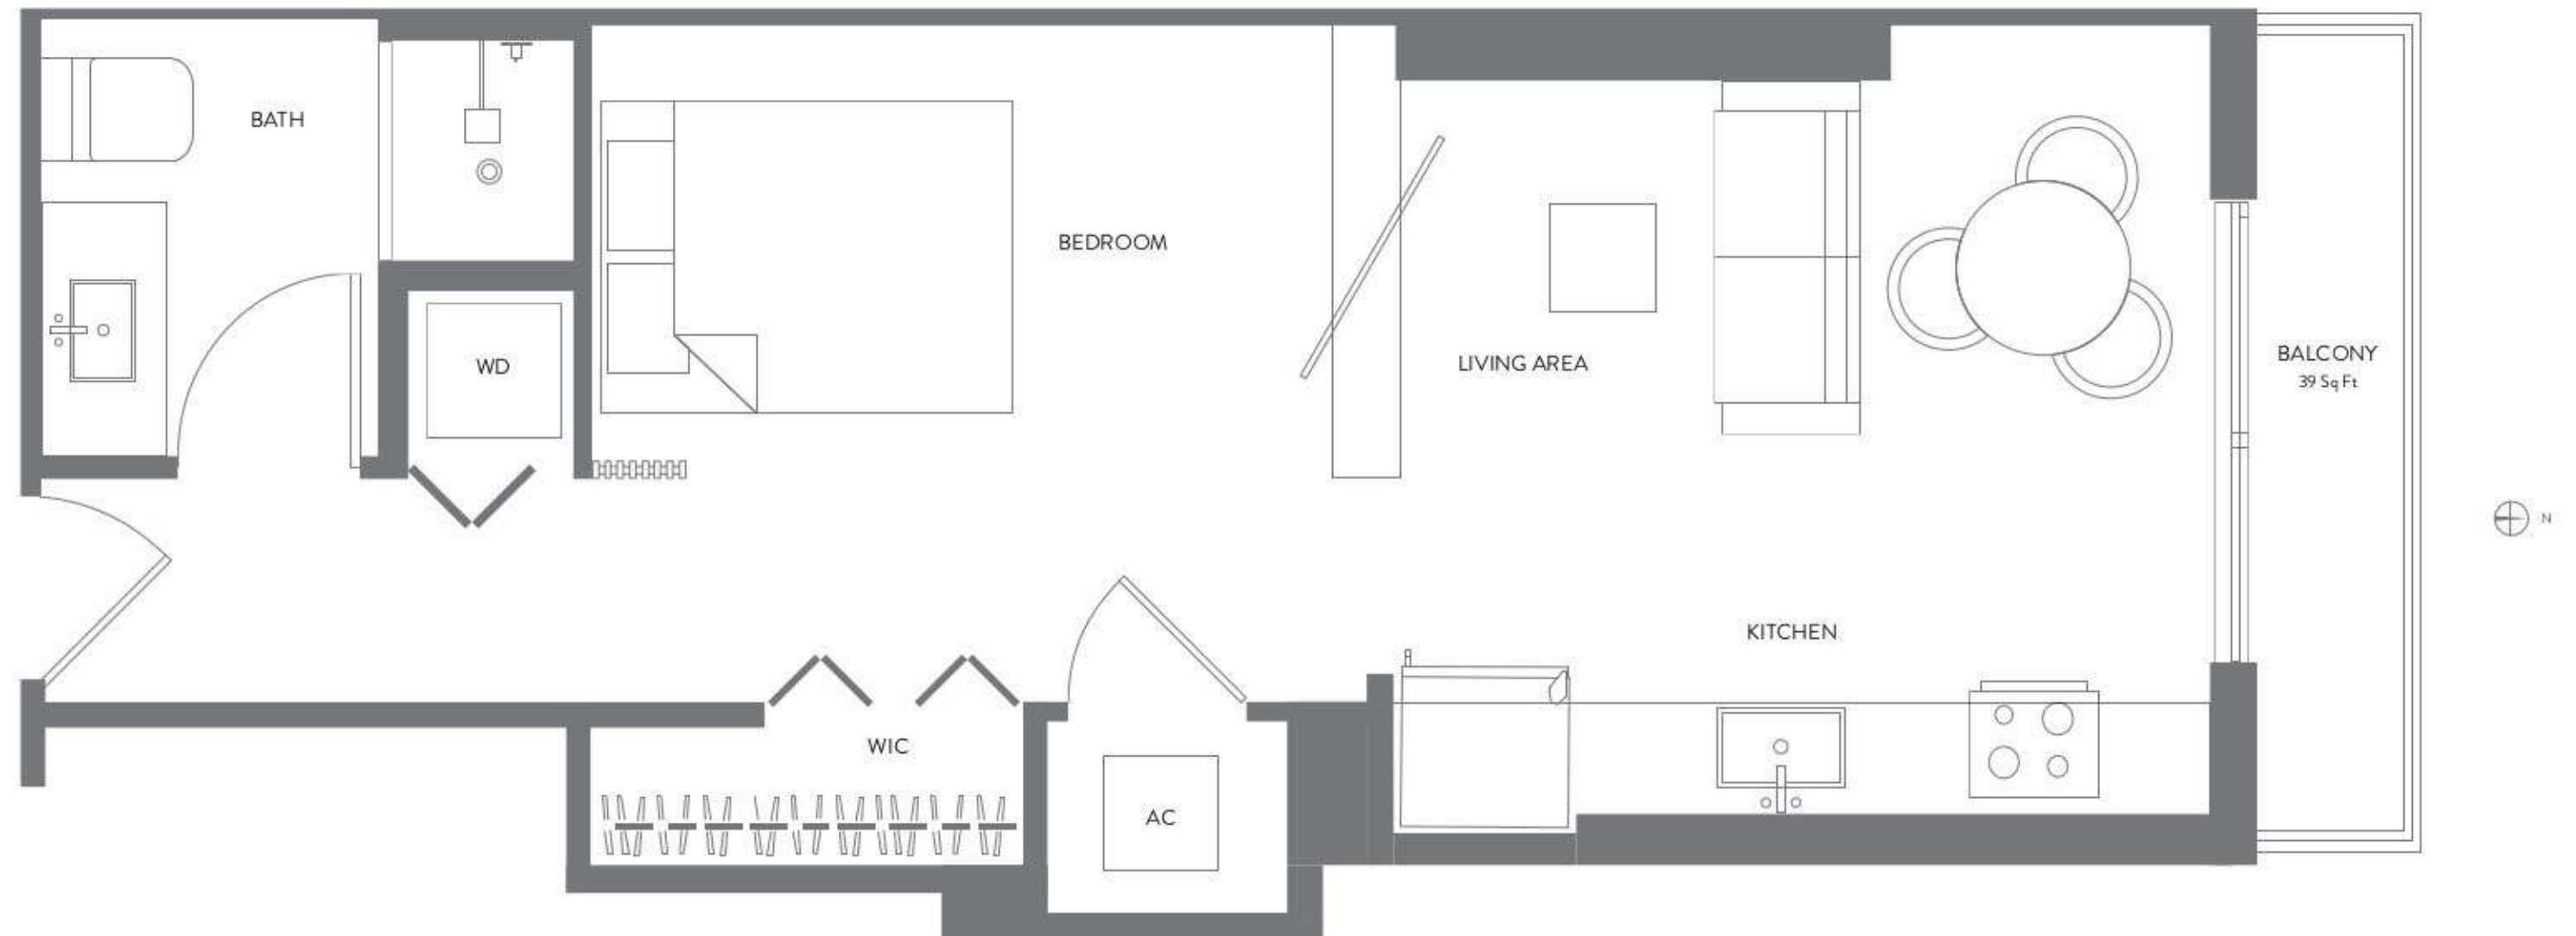 BATH
BEDROOM
WD
LIVING AREA
BALCONY
39 Sq Ft
N
KITCHEN
WIC
AC